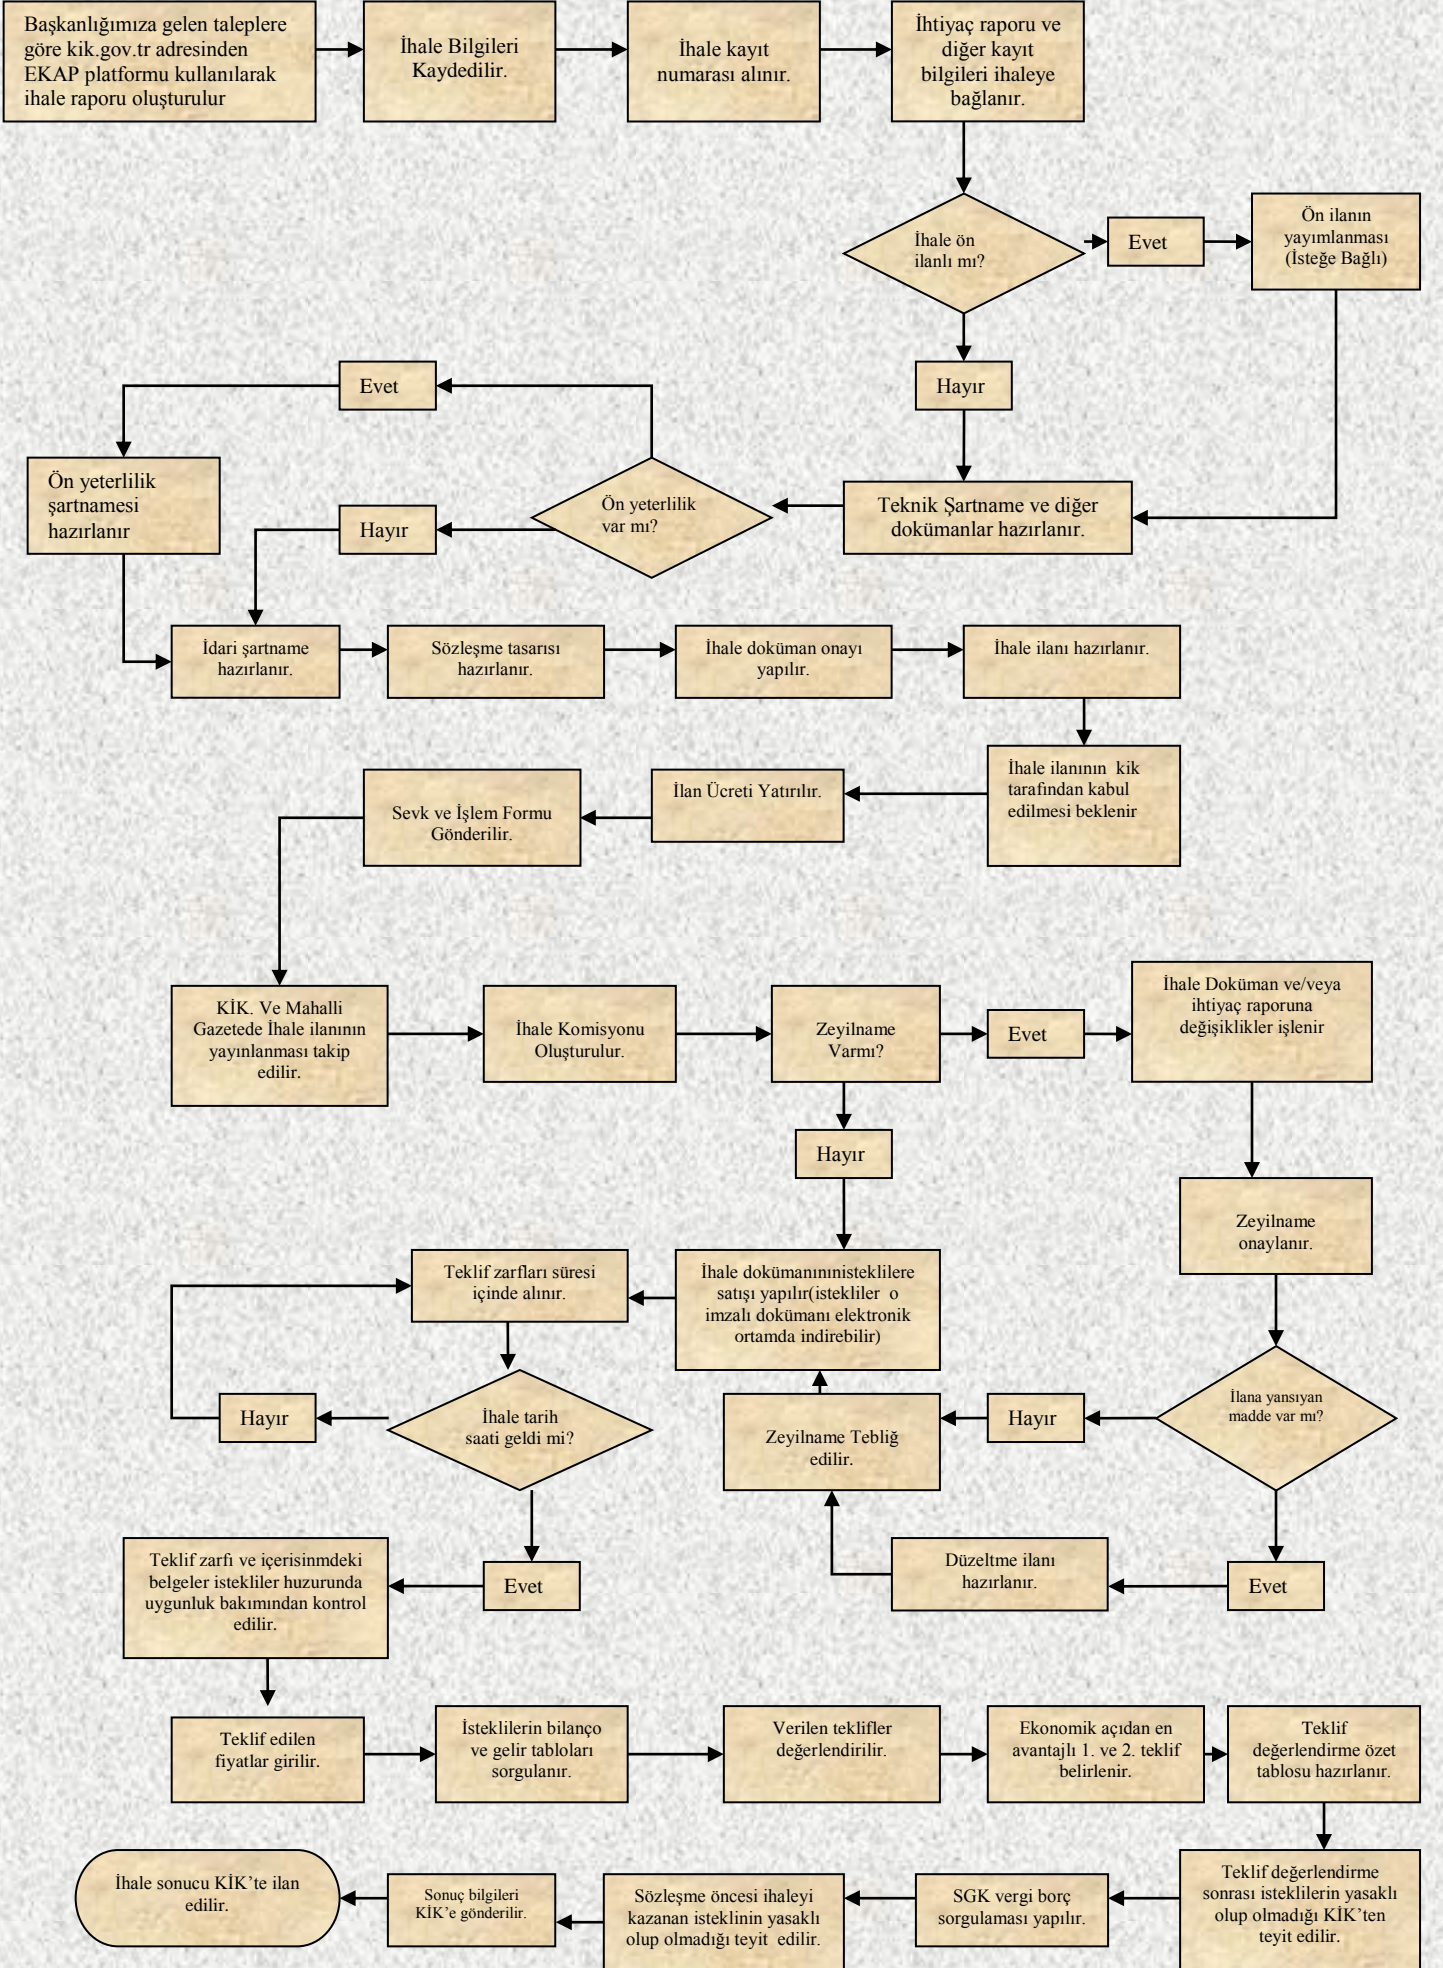 Başkanlığımıza gelen taleplere
göre kik.gov.tr adresinden
EKAP platformu kullanılarak
ihale raporu oluşturulur
İhale Bilgileri
Kaydedilir.
İhale kayıt
numarası alınır.
İhtiyaç raporu ve
diğer kayıt
bilgileri ihaleye
bağlanır.
İhale ön
ilanlı mı?
Evet
Ön ilanın
yayımlanması
(İsteğe Bağlı)
Hayır
Evet
Ön yeterlilik
şartnamesi
hazırlanır
Hayır
Ön yeterlilik
var mı?
Teknik Şartname ve diğer
dokümanlar hazırlanır.
İdari şartname
hazırlanır.
Sözleşme tasarısı
hazırlanır.
İhale doküman onayı
yapılır.
İhale ilanı hazırlanır.
Sevk ve İşlem Formu
Gönderilir.
İlan Ücreti Yatırılır.
İhale ilanının  kik
tarafından kabul
edilmesi beklenir
KİK. Ve Mahalli
Gazetede İhale ilanının
yayınlanması takip
edilir.
İhale Komisyonu
Oluşturulur.
Zeyilname
Varmı?
Evet
İhale Doküman ve/veya
ihtiyaç raporuna
değişiklikler işlenir
Hayır
Zeyilname
onaylanır.
Teklif zarfları süresi
içinde alınır.
İhale dokümanınınisteklilere
satışı yapılır(istekliler  o
imzalı dokümanı elektronik
ortamda indirebilir)
Hayır
İhale tarih
saati geldi mi?
Zeyilname Tebliğ
edilir.
Hayır
İlana yansıyan
madde var mı?
Teklif zarfı ve içerisinmdeki
belgeler istekliler huzurunda
uygunluk bakımından kontrol
edilir.
Evet
Düzeltme ilanı
hazırlanır.
Evet
Teklif edilen
fiyatlar girilir.
İsteklilerin bilanço
ve gelir tabloları
sorgulanır.
Verilen teklifler
değerlendirilir.
Ekonomik açıdan en
avantajlı 1. ve 2. teklif
belirlenir.
Teklif
değerlendirme özet
tablosu hazırlanır.
İhale sonucu KİK’te ilan
edilir.
Sonuç bilgileri
KİK’e gönderilir.
Sözleşme öncesi ihaleyi
kazanan isteklinin yasaklı
olup olmadığı teyit  edilir.
SGK vergi borç
sorgulaması yapılır.
Teklif değerlendirme
sonrası isteklilerin yasaklı
olup olmadığı KİK’ten
teyit edilir.